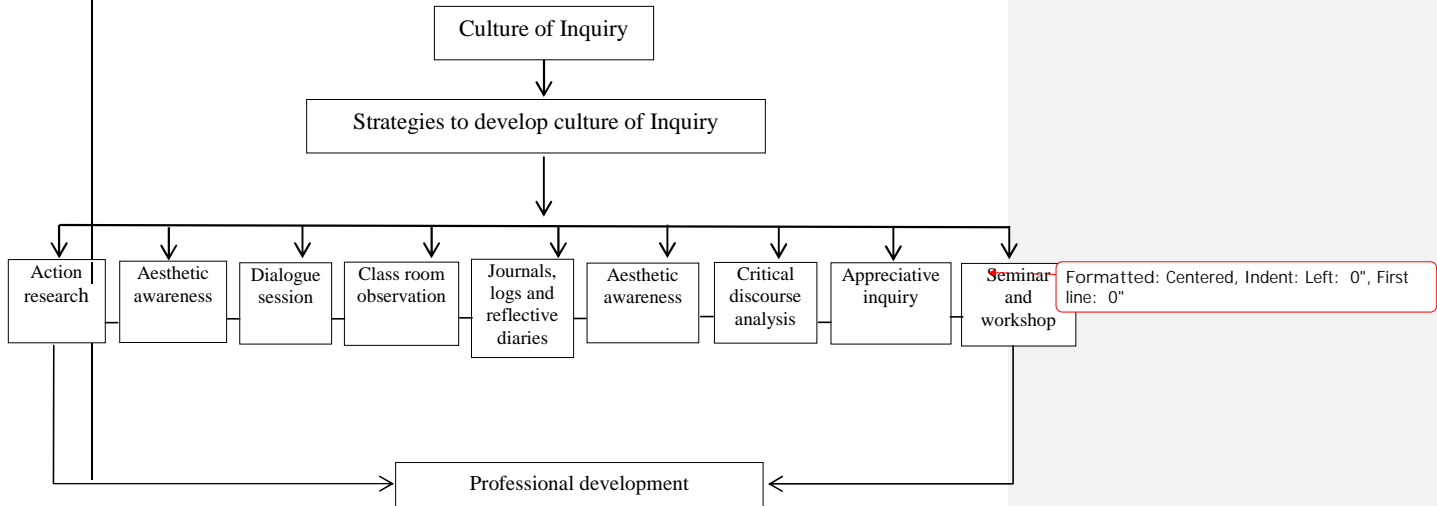 Culture of Inquiry
Strategies to develop culture of Inquiry
Action
research
Aesthetic
awareness
Dialogue
session
Class room
observation
Journals,
logs and
reflective
diaries
Aesthetic
awareness
Critical
discourse
analysis
Appreciative
inquiry
Seminar
and
workshop
Formatted: Centered, Indent: Left: 0", First
line: 0"
Professional development